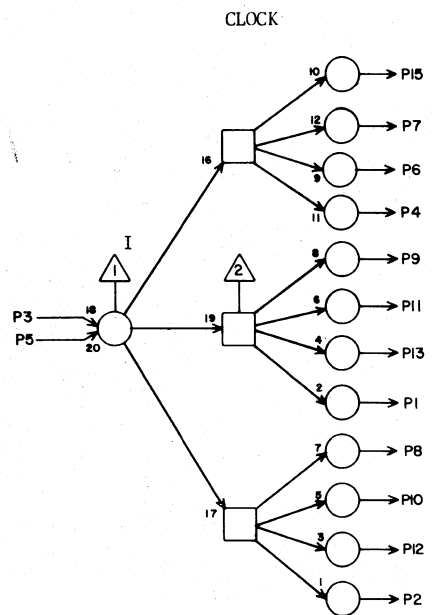 CLOCK
10 P15
12 P7
16 9 P6
11 P4
I
1 2 8 P9
P3 18 19 6 P11
P5 20 4 P13
2 P1
7 P8
17 5 P10
3 P12
1 P2